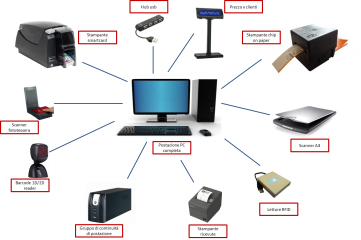 Hub usb
Prezzo x clienti
Stampante
smartcard
Stampante chip
on paper
Scanner
fototessera
Postazione PC
completa
Scanner A4
Barcode 1D/2D
reader
Lettore RFID
Gruppo di continuità
di postazione
Stampante
ricevute